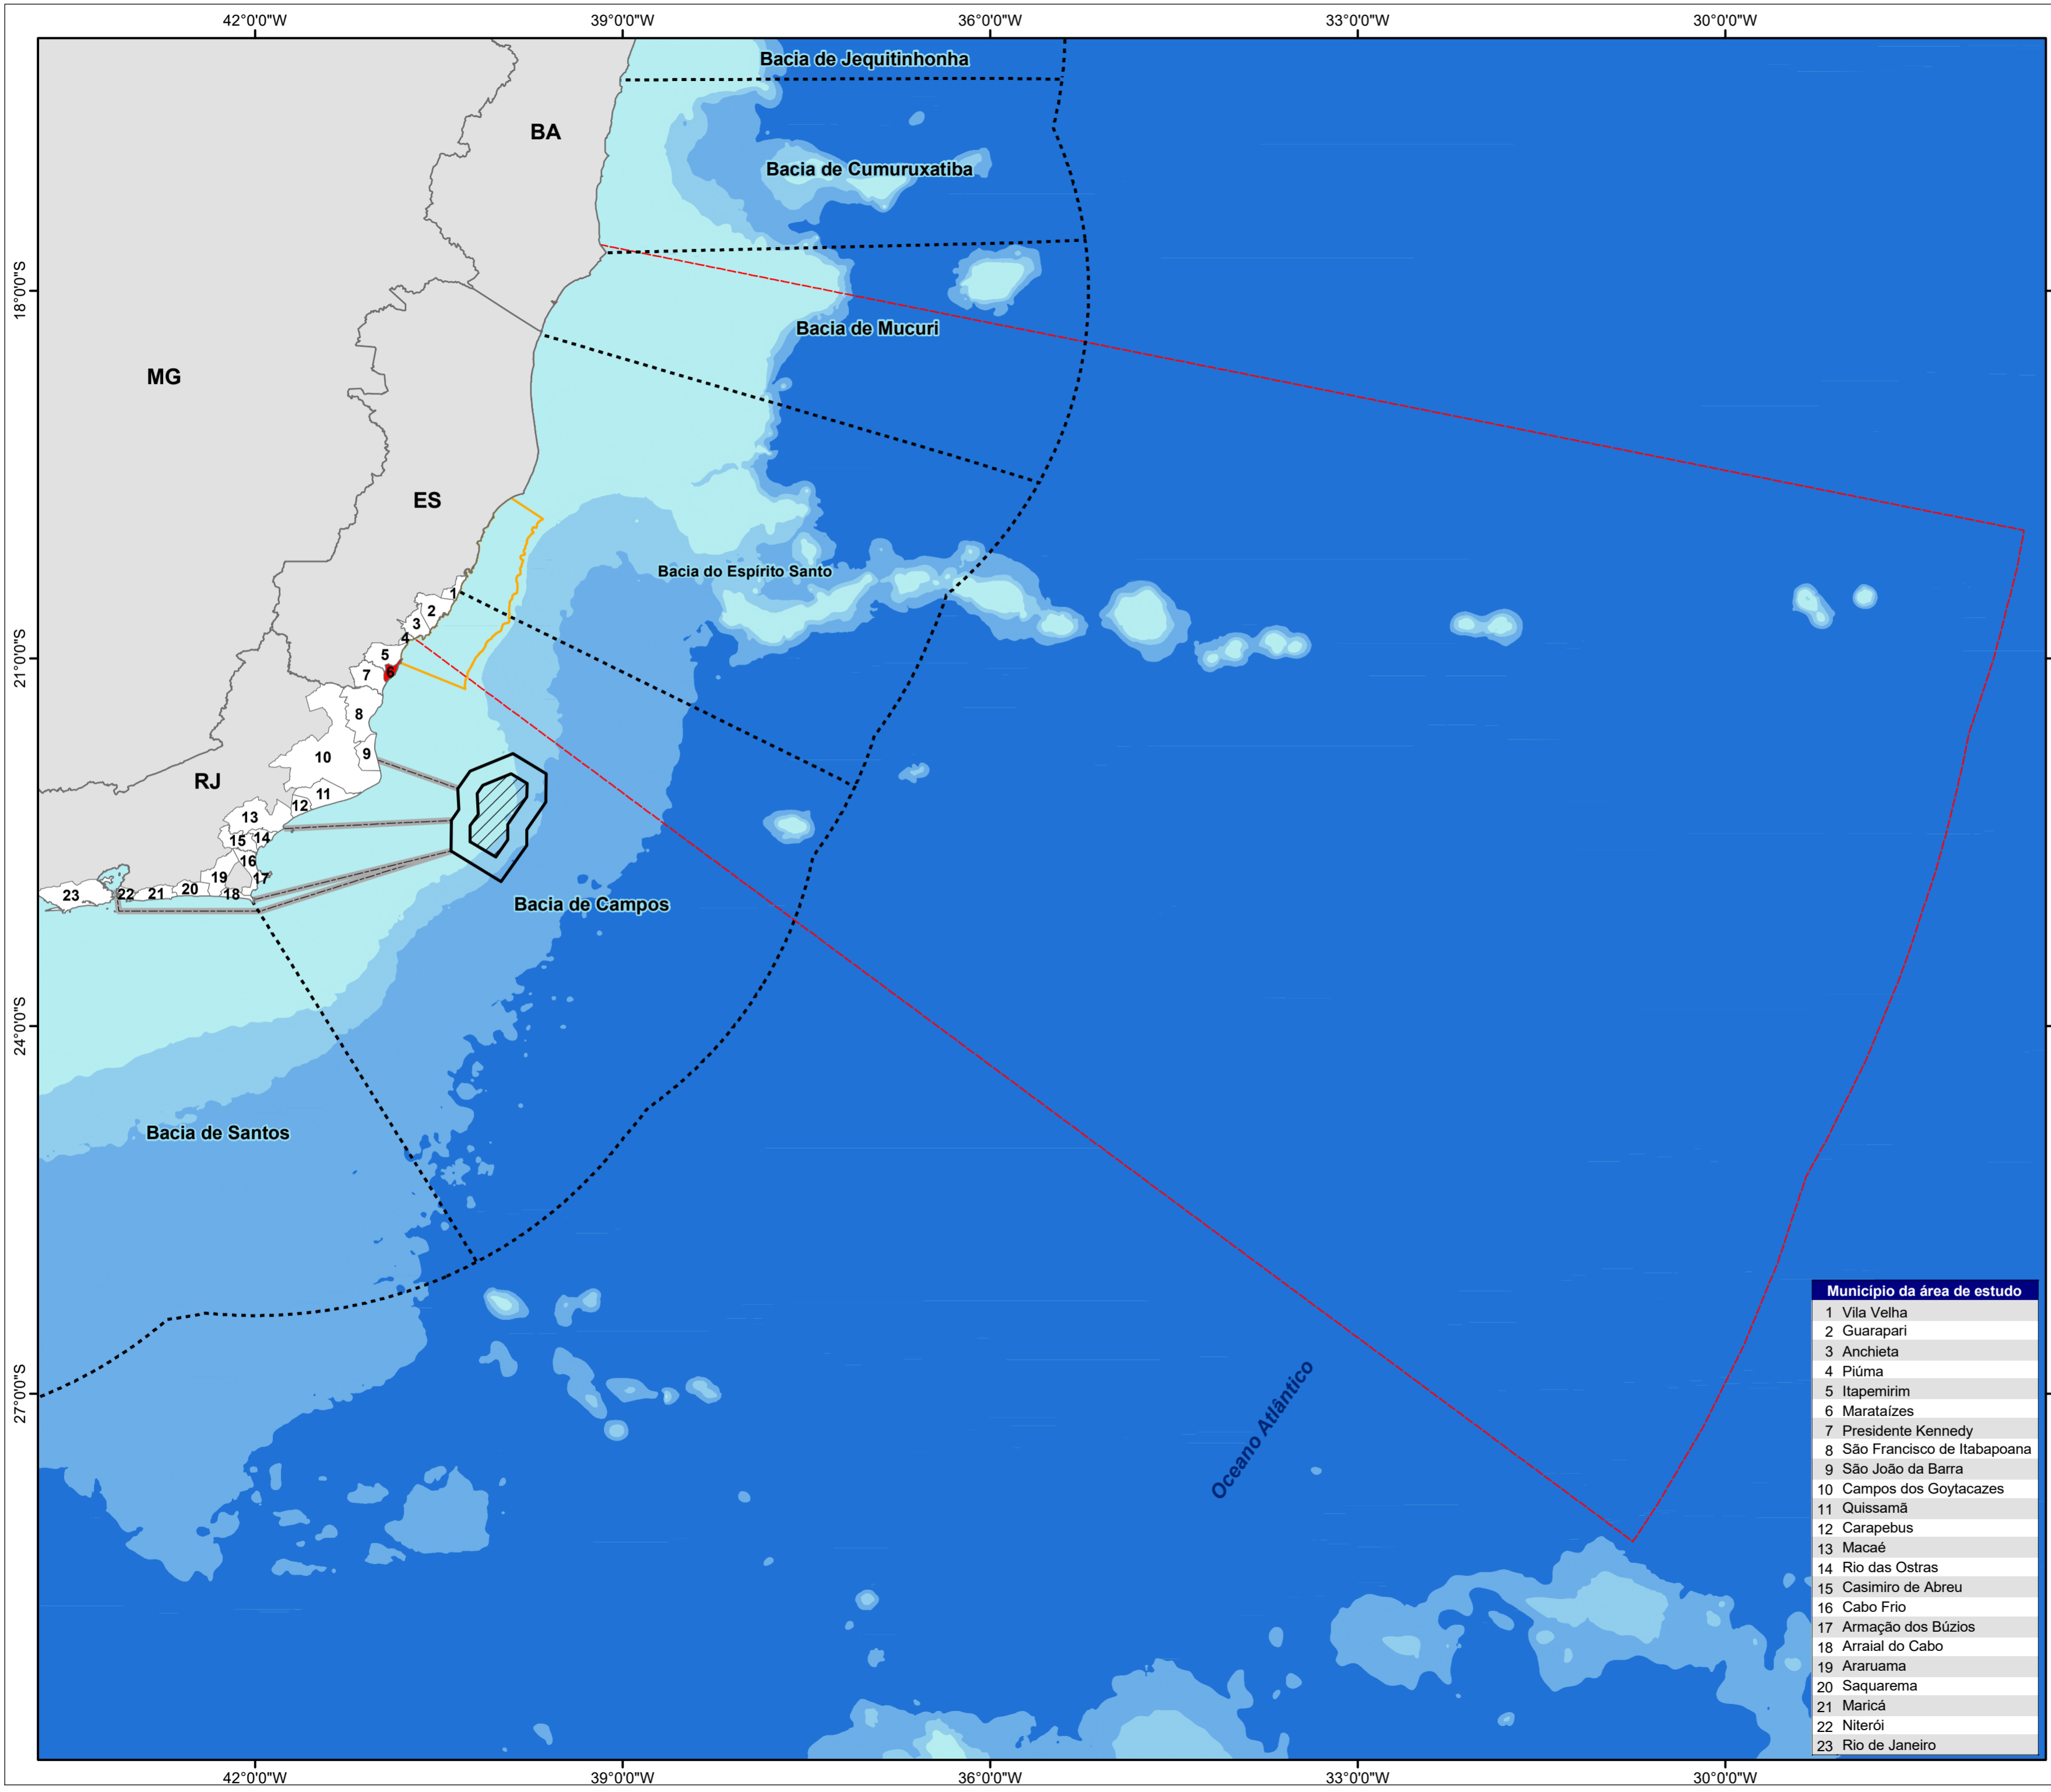 42°0'0"W 39°0'0"W 36°0'0"W 33°0'0"W 30°0'0"W
Bacia de Jequitinhonha
BA
Bacia de Cumuruxatiba
18°0'0"S
Bacia de Mucuri
MG
ES
Bacia do Espírito Santo
1
2
3
4
21°0'0"S
5
6
7
8
9
10
RJ
11
12
13
14
15
16
17
18
19
20
21
22
23
Bacia de Campos
24°0'0"S
Bacia de Santos
27°0'0"S
Oceano Atlântico
Município da área de estudo
1 Vila Velha
2 Guarapari
3 Anchieta
4 Piúma
5 Itapemirim
6 Marataízes
7 Presidente Kennedy
8 São Francisco de Itabapoana
9 São João da Barra
10 Campos dos Goytacazes
11 Quissamã
12 Carapebus
13 Macaé
14 Rio das Ostras
15 Casimiro de Abreu
16 Cabo Frio
17 Armação dos Búzios
18 Arraial do Cabo
19 Araruama
20 Saquarema
21 Maricá
22 Niterói
23 Rio de Janeiro
42°0'0"W 39°0'0"W 36°0'0"W 33°0'0"W 30°0'0"W